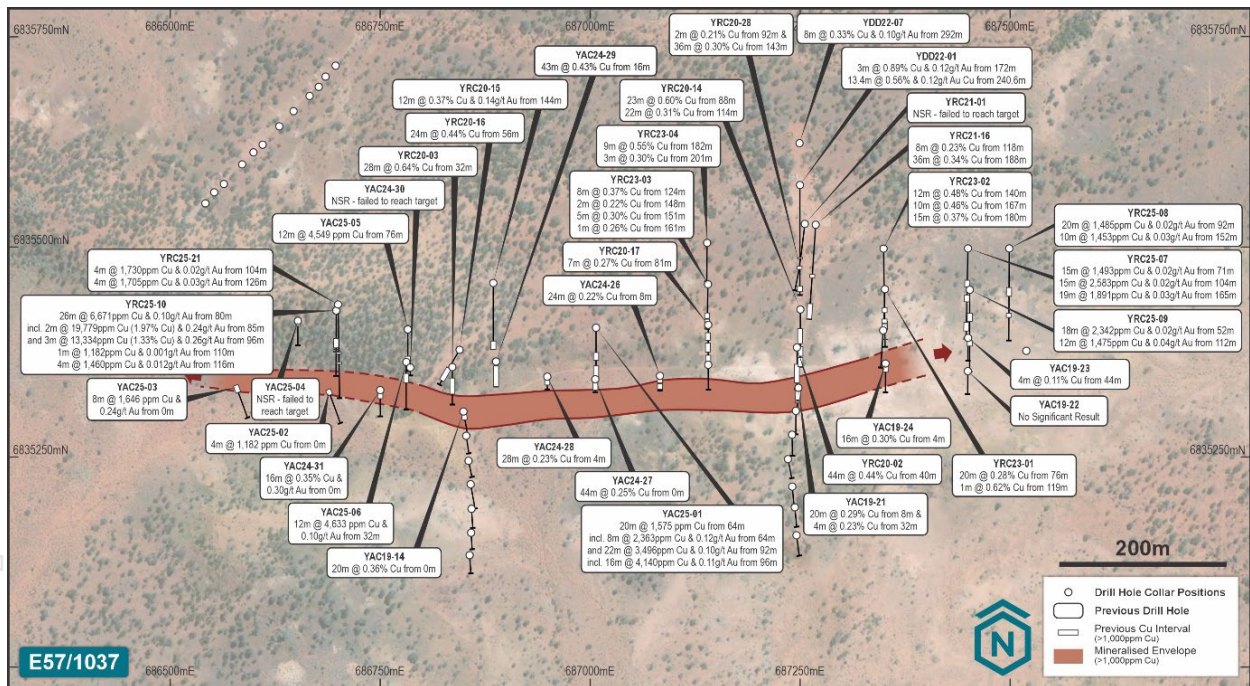 686500mE
686750mE
687000mE
687250mE
687500mE
6835750mN
6835750mN
YRC20-28
2m @ 0.21% Cu from 92m &
36m @ 0.30% Cu from 143m
YDD22-07
8m @ 0.33% Cu & 0.10g/t Au from 292m
YAC24-29
43m @ 0.43% Cu from 16m
YDD22-01
3m @ 0.89% Cu & 0.12g/t Au from 172m
13.4m @ 0.56% & 0.12g/t Au Cu from 240.6m
YRC20-15
12m @ 0.37% Cu & 0.14g/t Au from 144m
YRC20-14
23m @ 0.60% Cu from 88m
22m @ 0.31% Cu from 114m
YRC21-01
NSR - failed to reach target
YRC20-16
24m @ 0.44% Cu from 56m
YRC23-04
9m @ 0.55% Cu from 182m
3m @ 0.30% Cu from 201m
YRC21-16
8m @ 0.23% Cu from 118m
36m @ 0.34% Cu from 188m
YRC20-03
28m @ 0.64% Cu from 32m
YRC23-03
8m @ 0.37% Cu from 124m
2m @ 0.22% Cu from 148m
5m @ 0.30% Cu from 151m
1m @ 0.26% Cu from 161m
YRC23-02
12m @ 0.48% Cu from 140m
10m @ 0.46% Cu from 167m
15m @ 0.37% Cu from 180m
YAC24-30
NSR - failed to reach target
YAC25-05
12m @ 4,549 ppm Cu from 76m
YRC25-08
20m @ 1,485ppm Cu & 0.02g/t Au from 92m
10m @ 1,453ppm Cu & 0.03g/t Au from 152m
6835500mN
6835500mN
YRC20-17
7m @ 0.27% Cu from 81m
YRC25-21
4m @ 1,730ppm Cu & 0.02g/t Au from 104m
4m @ 1,705ppm Cu & 0.03g/t Au from 126m
YRC25-07
15m @ 1,493ppm Cu & 0.02g/t Au from 71m
15m @ 2,583ppm Cu & 0.02g/t Au from 104m
19m @ 1,891ppm Cu & 0.03g/t Au from 165m
YAC24-26
24m @ 0.22% Cu from 8m
YRC25-10
26m @ 6,671ppm Cu & 0.10g/t Au from 80m
incl. 2m @ 19,779ppm Cu (1.97% Cu) & 0.24g/t Au from 85m
and 3m @ 13,334ppm Cu (1.33% Cu) & 0.26g/t Au from 96m
1m @ 1,182ppm Cu & 0.001g/t Au from 110m
4m @ 1,460ppm Cu & 0.012g/t Au from 116m
YRC25-09
18m @ 2,342ppm Cu & 0.02g/t Au from 52m
12m @ 1,475ppm Cu & 0.04g/t Au from 112m
YAC19-23
4m @ 0.11% Cu from 44m
YAC25-03
8m @ 1,646 ppm Cu &
0.24g/t Au from 0m
YAC25-04
NSR - failed to
reach target
YAC19-22
No Significant Result
YAC25-02
4m @ 1,182 ppm Cu from 0m
YAC19-24
16m @ 0.30% Cu from 4m
6835250mN
6835250mN
YAC24-28
28m @ 0.23% Cu from 4m
YAC24-31
16m @ 0.35% Cu &
0.30g/t Au from 0m
YAC24-27
44m @ 0.25% Cu from 0m
YRC20-02
44m @ 0.44% Cu from 40m
YRC23-01
20m @ 0.28% Cu from 76m
1m @ 0.62% Cu from 119m
YAC25-06
12m @ 4,633 ppm Cu &
0.10g/t Au from 32m
YAC25-01
20m @ 1,575 ppm Cu from 64m
incl. 8m @ 2,363ppm Cu & 0.12g/t Au from 64m
and 22m @ 3,496ppm Cu & 0.10g/t Au from 92m
incl. 16m @ 4,140ppm Cu & 0.11g/t Au from 96m
YAC19-21
20m @ 0.29% Cu from 8m &
4m @ 0.23% Cu from 32m
YAC19-14
20m @ 0.36% Cu from 0m
200m
N
Drill Hole Collar Positions
Previous Drill Hole
Previous Cu Interval
(>1,000ppm Cu)
Mineralised Envelope
(>1,000ppm Cu)
E57/1037
686500mE
686750mE
687000mE
687250mE